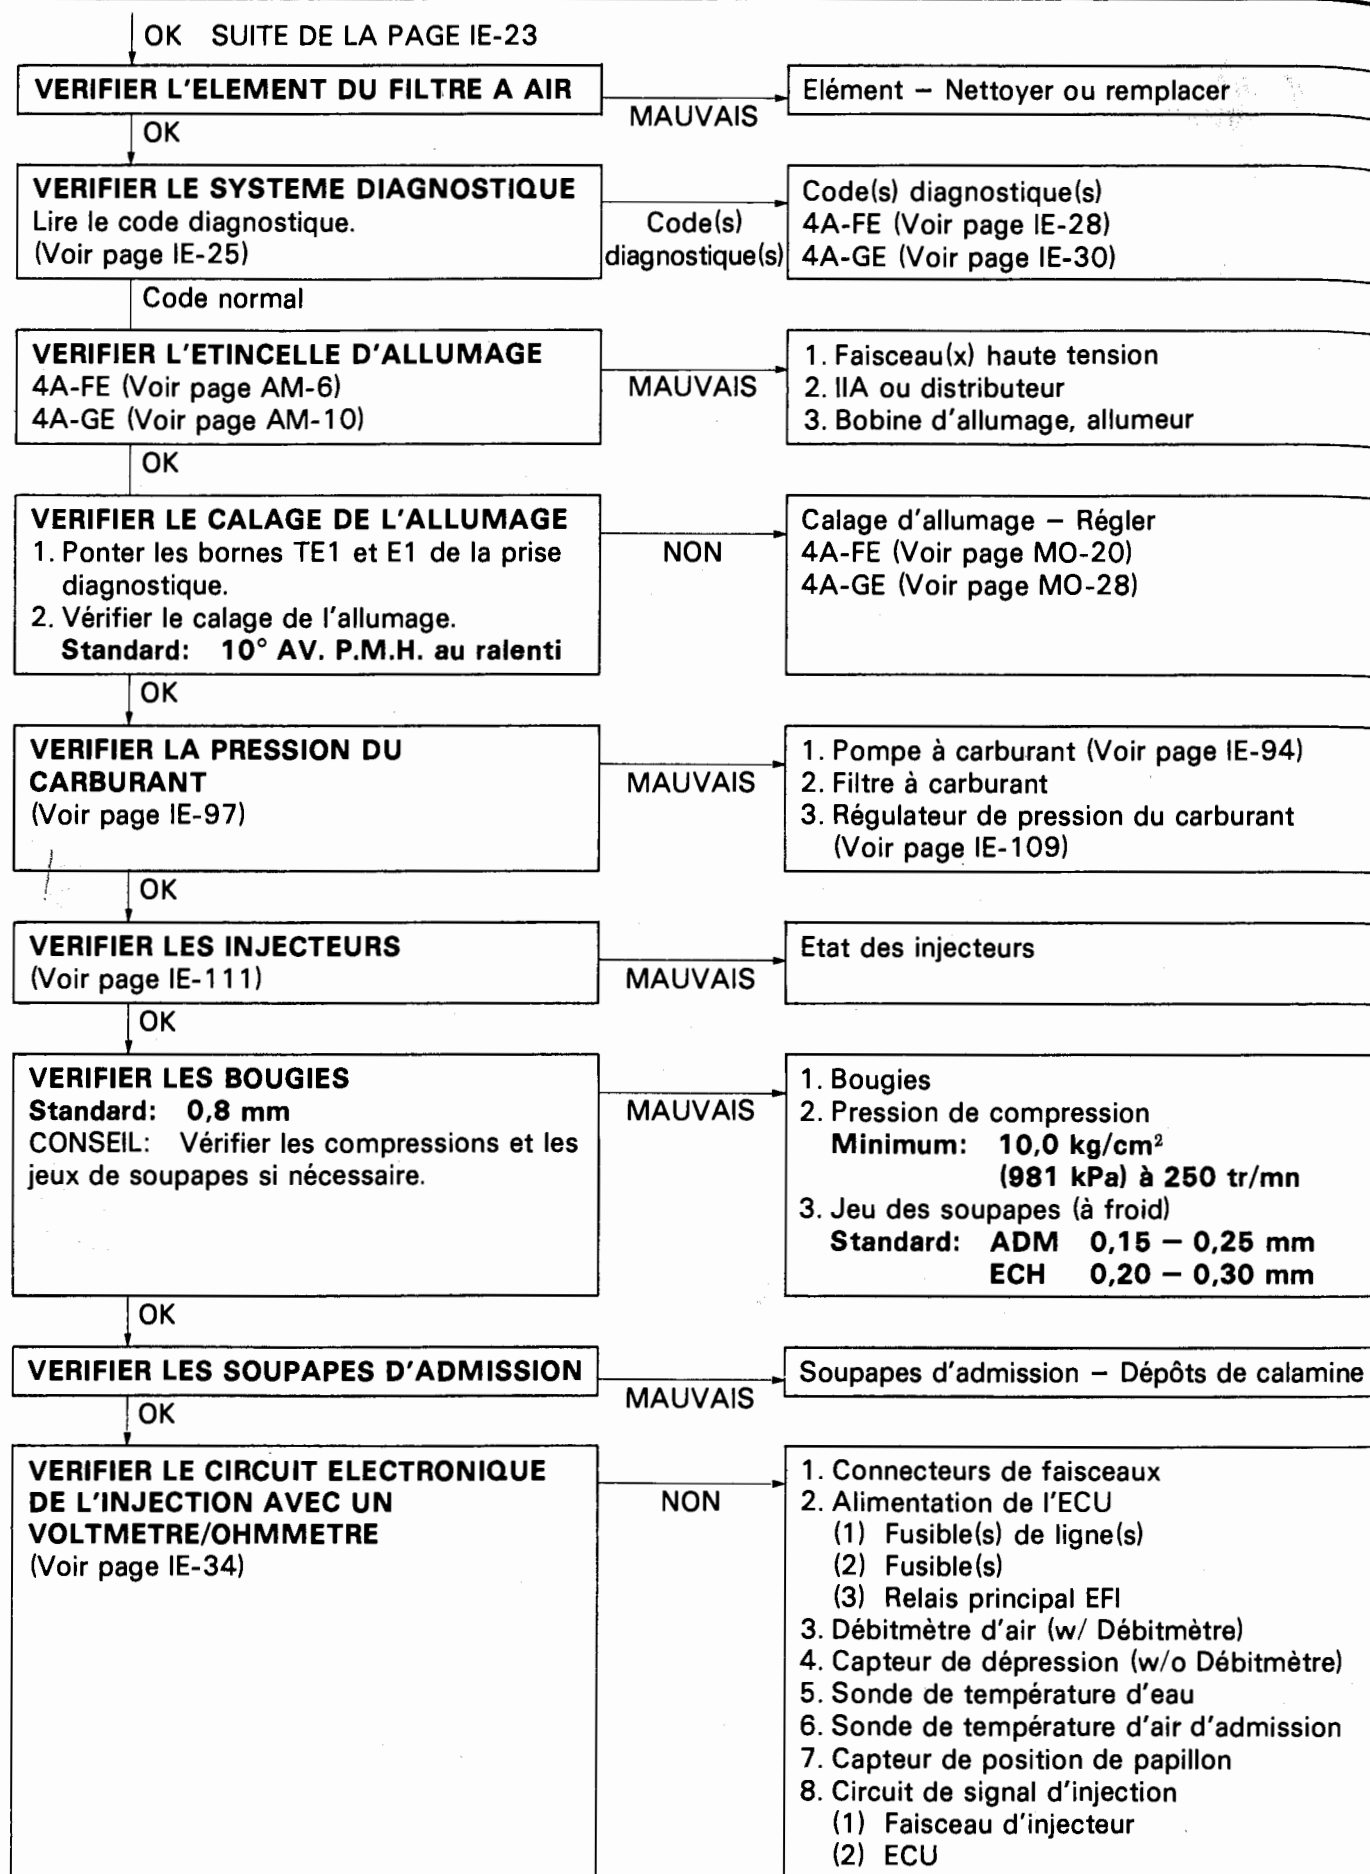 OK SUITE DE LA PAGE IE-23
VERIFIER L'ELEMENT DU FILTRE A AIR
MAUVAIS
Elément — Nettoyer ou remplacer
OK
VERIFIER LE SYSTEME DIAGNOSTIQUE
Lire le code diagnostique.
(Voir page IE-25)
Code(s)
diagnostique(s)
Code(s) diagnostique(s)
4A-FE (Voir page IE-28)
4A-GE (Voir page IE-30)
Code normal
VERIFIER L'ETINCELLE D'ALLUMAGE
4A-FE (Voir page AM-6)
4A-GE (Voir page AM-10)
MAUVAIS
1. Faisceau(x) haute tension
2. IIA ou distributeur
3. Bobine d'allumage, allumeur
OK
VERIFIER LE CALAGE DE L'ALLUMAGE
1. Ponter les bornes TE1 et E1 de la prise
diagnostique.
2. Vérifier le calage de l'allumage.
Standard: 10° AV. P.M.H. au ralenti
NON
Calage d'allumage — Régler
4A-FE (Voir page MO-20)
4A-GE (Voir page MO-28)
OK
VERIFIER LA PRESSION DU
CARBURANT
(Voir page IE-97)
MAUVAIS
1. Pompe à carburant (Voir page IE-94)
2. Filtre à carburant
3. Régulateur de pression du carburant
(Voir page IE-109)
OK
VERIFIER LES INJECTEURS
(Voir page IE-111)
MAUVAIS
Etat des injecteurs
OK
VERIFIER LES BOUGIES
Standard: 0,8 mm
CONSEIL: Vérifier les compressions et les
jeux de soupapes si nécessaire.
MAUVAIS
1. Bougies
2. Pression de compression
Minimum: 10,0 kg/cm²
(981 kPa) à 250 tr/mn
3. Jeu des soupapes (à froid)
Standard: ADM 0,15 — 0,25 mm
ECH 0,20 — 0,30 mm
OK
VERIFIER LES SOUPAPES D'ADMISSION
MAUVAIS
Soupapes d'admission — Dépôts de calamine
OK
VERIFIER LE CIRCUIT ELECTRONIQUE
DE L'INJECTION AVEC UN
VOLTMETRE/OHMMETRE
(Voir page IE-34)
NON
1. Connecteurs de faisceaux
2. Alimentation de l'ECU
(1) Fusible(s) de ligne(s)
(2) Fusible(s)
(3) Relais principal EFI
3. Débitmètre d'air (w/ Débitmètre)
4. Capteur de dépression (w/o Débitmètre)
5. Sonde de température d'eau
6. Sonde de température d'air d'admission
7. Capteur de position de papillon
8. Circuit de signal d'injection
(1) Faisceau d'injecteur
(2) ECU